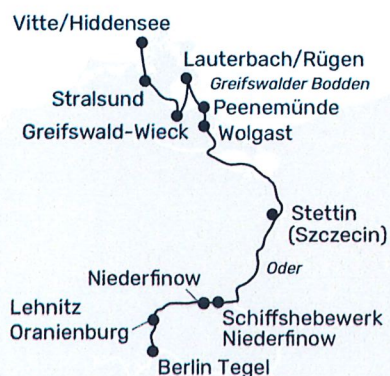 Vitte/Hiddensee
Lauterbach/Rügen
Greifswalder Bodden
Stralsund
Peenemünde
Greifswald-Wieck
Wolgast
Stettin
(Szczecin)
Oder
Niederfinow
Lehnitz
Oranienburg
Schiffshebewerk
Niederfinow
Berlin Tegel